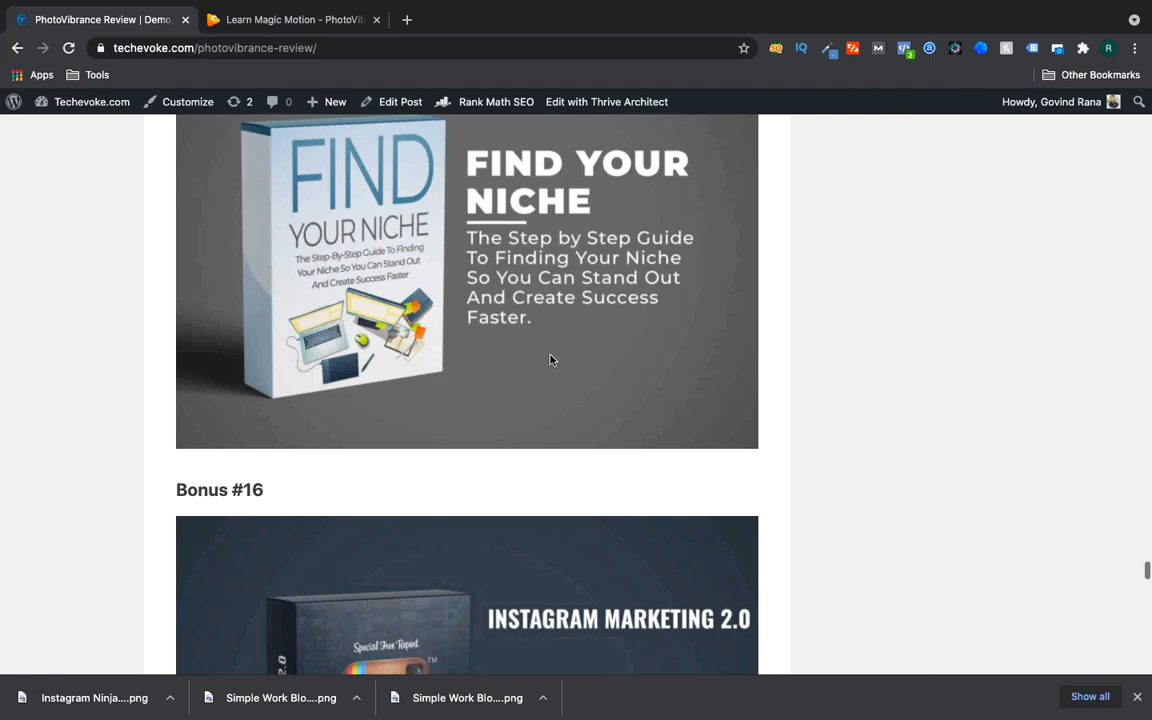 PhotoVibrance Review | Demo,
Learn Magic Motion - PhotoVib
techevoke.com/photovibrance-review/
Apps
Tools
Other Bookmarks
Techevoke.com
Customize
2
0
New
Edit Post
Rank Math SEO
Edit with Thrive Architect
Howdy, Govind Rana
FIND
YOUR NICHE
The Step-By-Step Guide To Finding
Your Niche So You Can Stand Out
And Create Success Faster
FIND YOUR
NICHE
The Step by Step Guide
To Finding Your Niche
So You Can Stand Out
And Create Success
Faster.
Bonus #16
INSTAGRAM MARKETING 2.0
Special Free Report
TM
2.0
Instagram Ninja....png
Simple Work Blo....png
Simple Work Blo....png
Show all